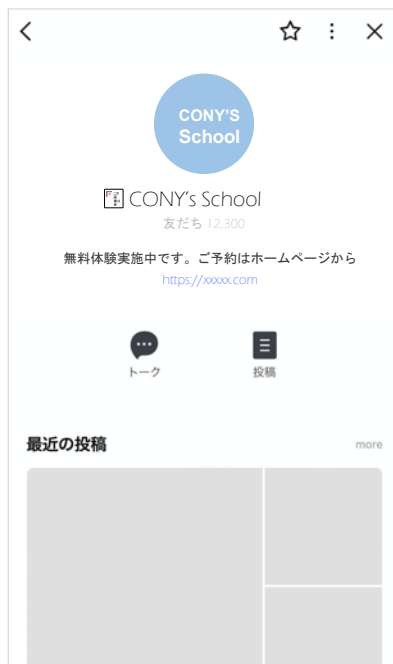 CONY'S
School
CONY's School
友だち 12,300
無料体験実施中です。ご予約はホームページから
https://xxxxx.com
トーク
投稿
最近の投稿
more